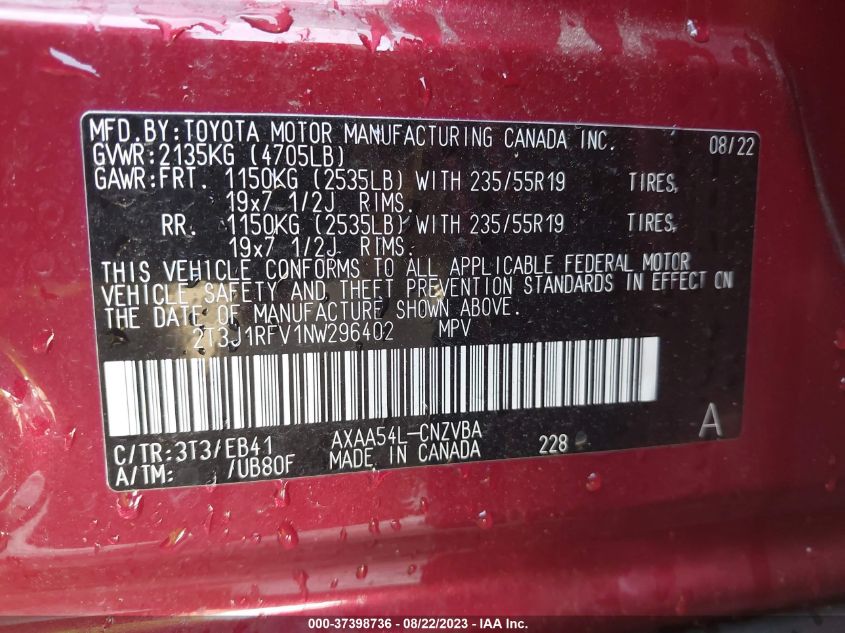 MFD.BY:TOYOTA MOTOR MANUFACTURING CANADA INC. 08/22
GVWR:2135KG (4705LB)
GAWR:FRT. 1150KG (2535LB) WITH 235/55R19 TIRES,
19x7 1/2J RIMS.
RR. 1150KG (2535LB) WITH 235/55R19 TIRES,
19x7 1/2J RIMS.
THIS VEHICLE CONFORMS TO ALL APPLICABLE FEDERAL MOTOR
VEHICLE SAFETY AND THEFT PREVENTION STANDARDS IN EFFECT ON
THE DATE OF MANUFACTURE SHOWN ABOVE.
2T3J1RFV1NW296402 MPV
C/TR:3T3/EB41 AXAA54L-CNZVBA 228 A
A/TM: /UB80F MADE IN CANADA
000-37398736 - 08/22/2023 - IAA Inc.